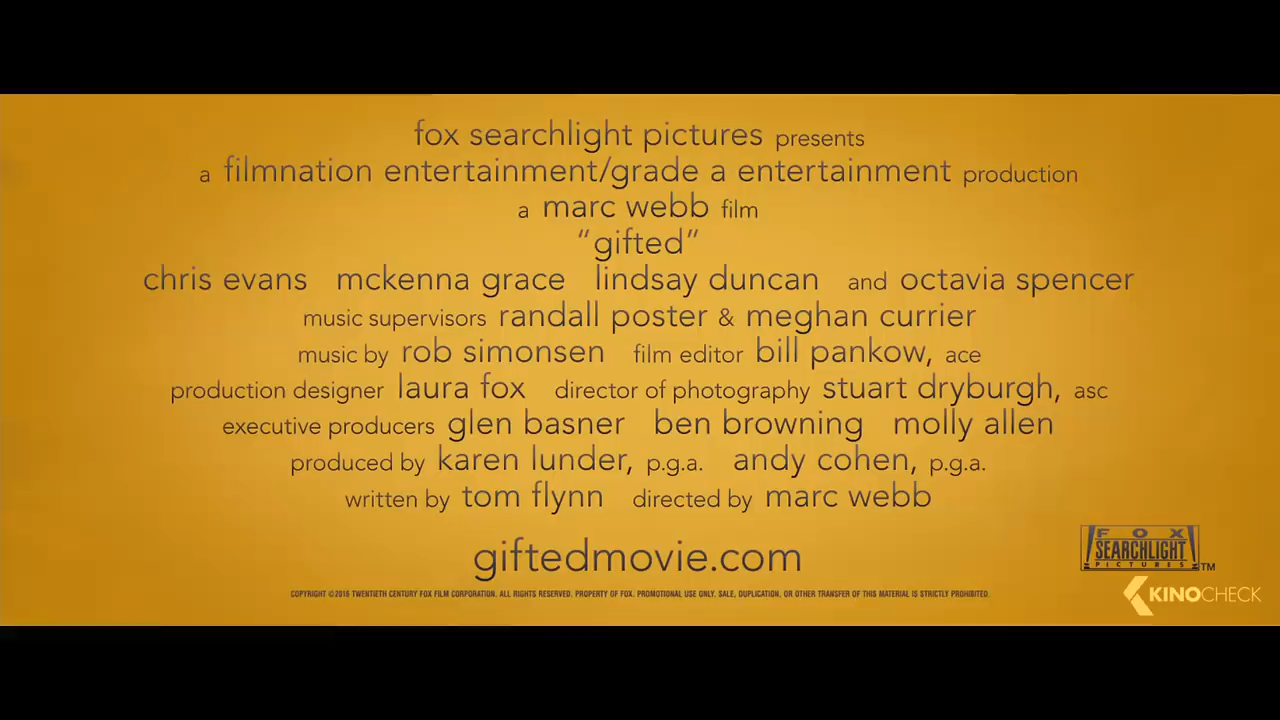 fox searchlight pictures presents
a filmnation entertainment/grade a entertainment production
a marc webb film
"gifted"
chris evans mckenna grace lindsay duncan and octavia spencer
music supervisors randall poster & meghan currier
music by rob simonsen film editor bill pankow, ace
production designer laura fox director of photography stuart dryburgh, asc
executive producers glen basner ben browning molly allen
produced by karen lunder, p.g.a. andy cohen, p.g.a.
written by tom flynn directed by marc webb
giftedmovie.com
FOX
SEARCHLIGHT
PICTURES TM
COPYRIGHT ©2016 TWENTIETH CENTURY FOX FILM CORPORATION. ALL RIGHTS RESERVED. PROPERTY OF FOX. PROMOTIONAL USE ONLY. SALE, DUPLICATION, OR OTHER TRANSFER OF THIS MATERIAL IS STRICTLY PROHIBITED.
KINOCHECK